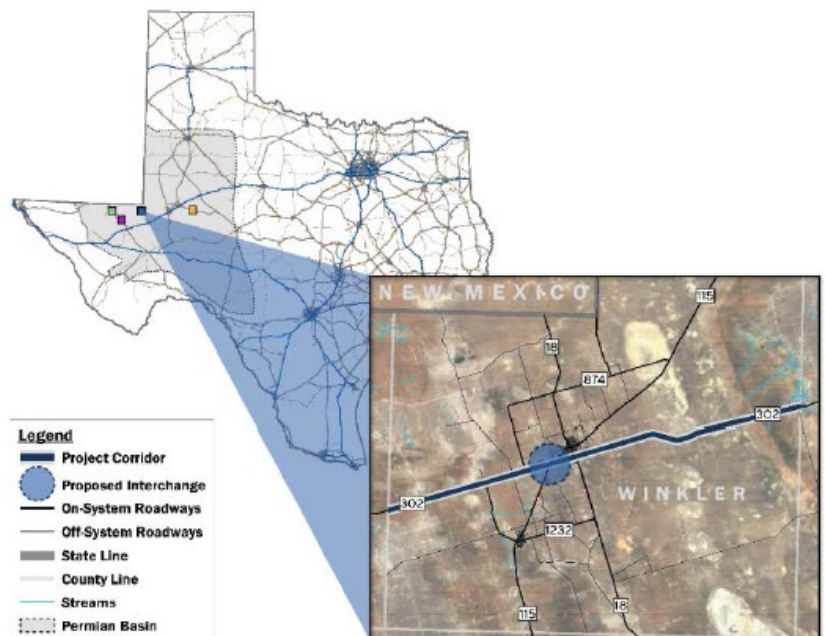 NEW MEXICO
115
18
874
302
302
WINKLER
1232
115
18
Legend
Project Corridor
Proposed Interchange
On-System Roadways
Off-System Roadways
State Line
County Line
Streams
Permian Basin